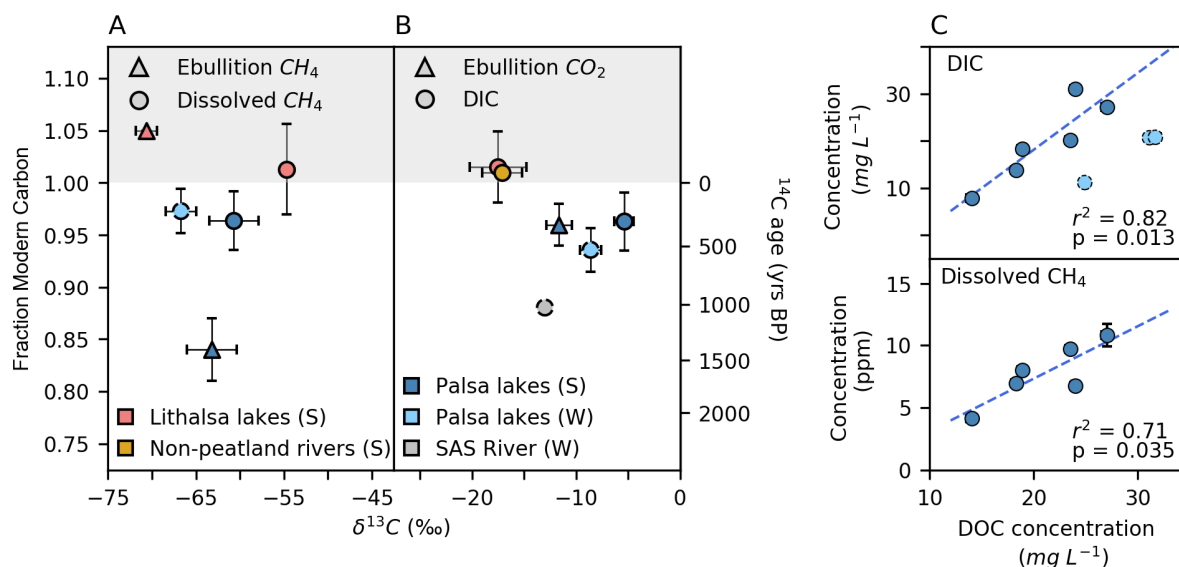 A
B
C
Fraction Modern Carbon
1.10
1.05
1.00
0.95
0.90
0.85
0.80
0.75
Ebullition CH₄
Dissolved CH₄
Lithalsa lakes (S)
Non-peatland rivers (S)
−75
−65
−55
−45
Ebullition CO₂
DIC
Palsa lakes (S)
Palsa lakes (W)
SAS River (W)
−20
−10
0
δ¹³C (‰)
0
500
1000
1500
2000
¹⁴C age (yrs BP)
DIC
Concentration
(mg L⁻¹)
30
10
r² = 0.82
p = 0.013
Dissolved CH₄
Concentration
(ppm)
15
10
5
0
r² = 0.71
p = 0.035
10
20
30
DOC concentration
(mg L⁻¹)